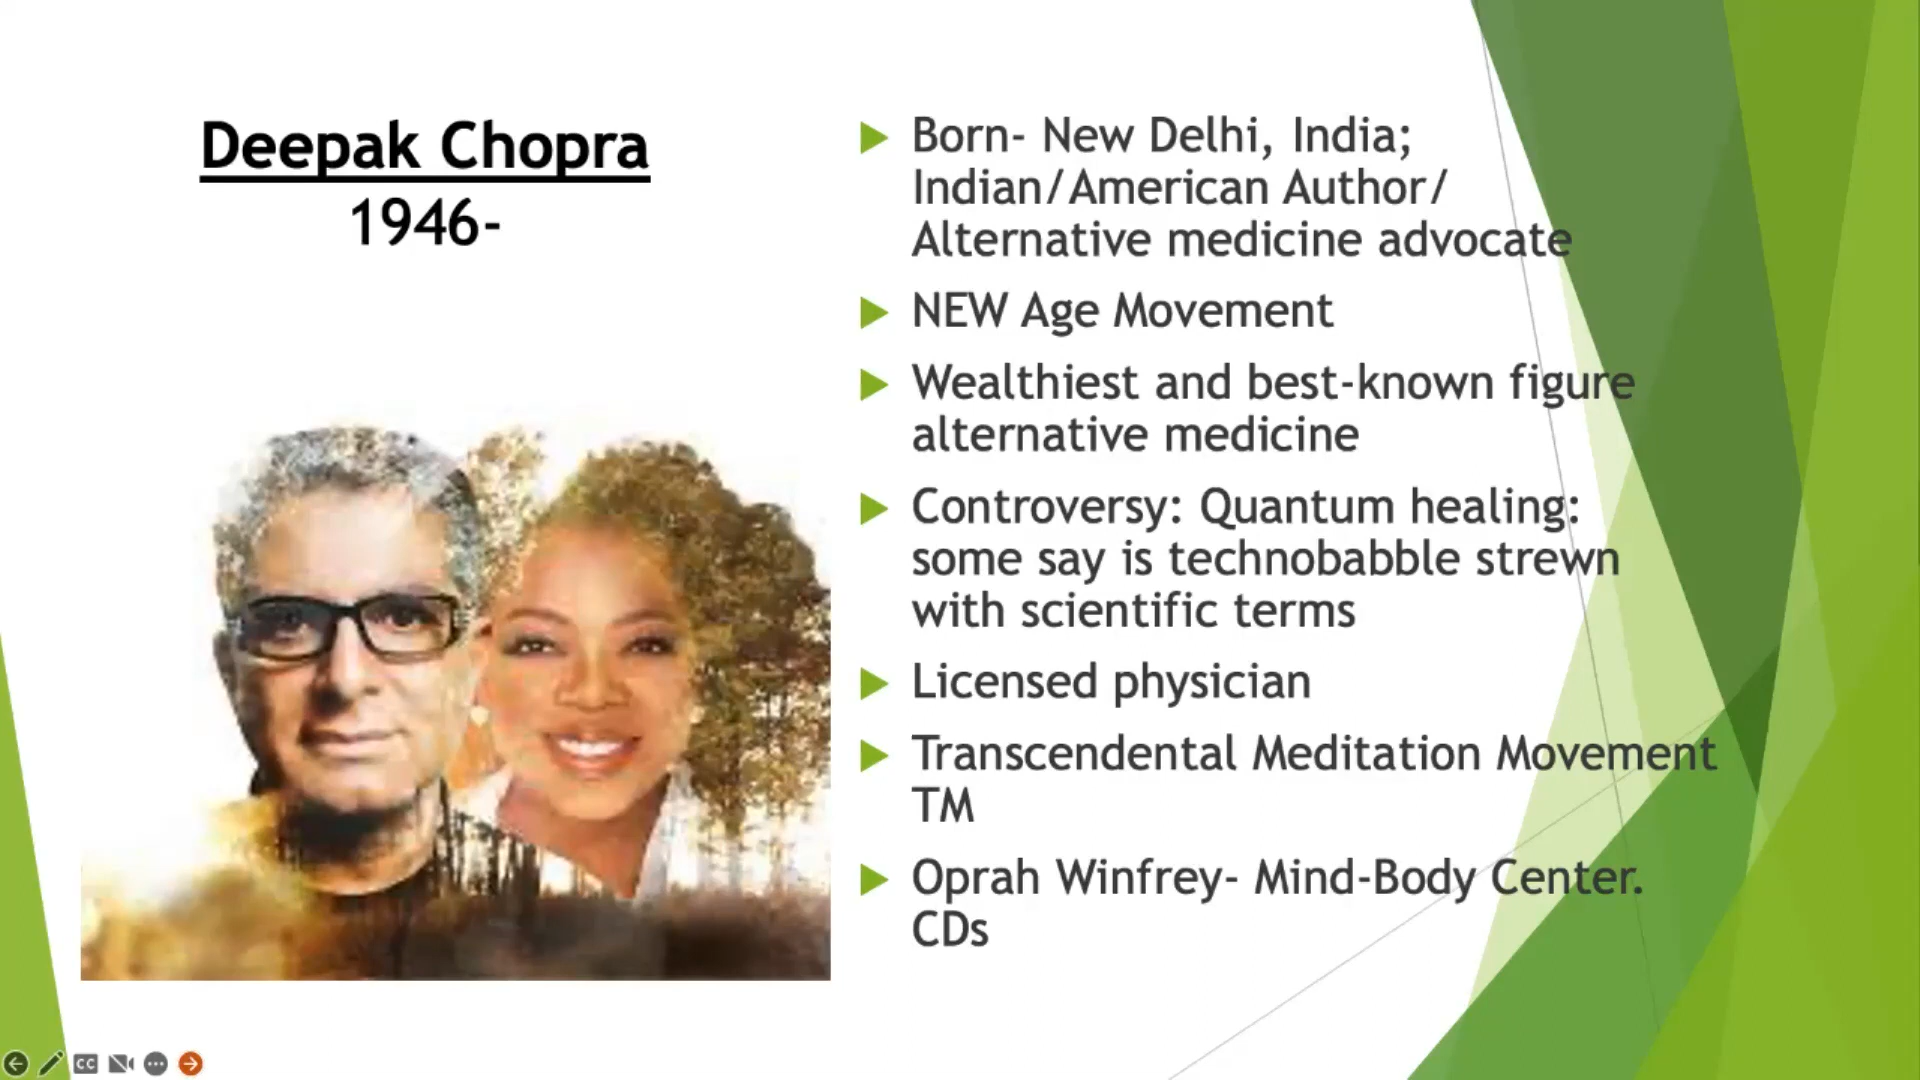 Deepak Chopra
1946-
Born- New Delhi, India;
Indian/American Author/
Alternative medicine advocate
NEW Age Movement
Wealthiest and best-known figure
alternative medicine
Controversy: Quantum healing:
some say is technobabble strewn
with scientific terms
Licensed physician
Transcendental Meditation Movement
TM
Oprah Winfrey- Mind-Body Center.
CDs
CC